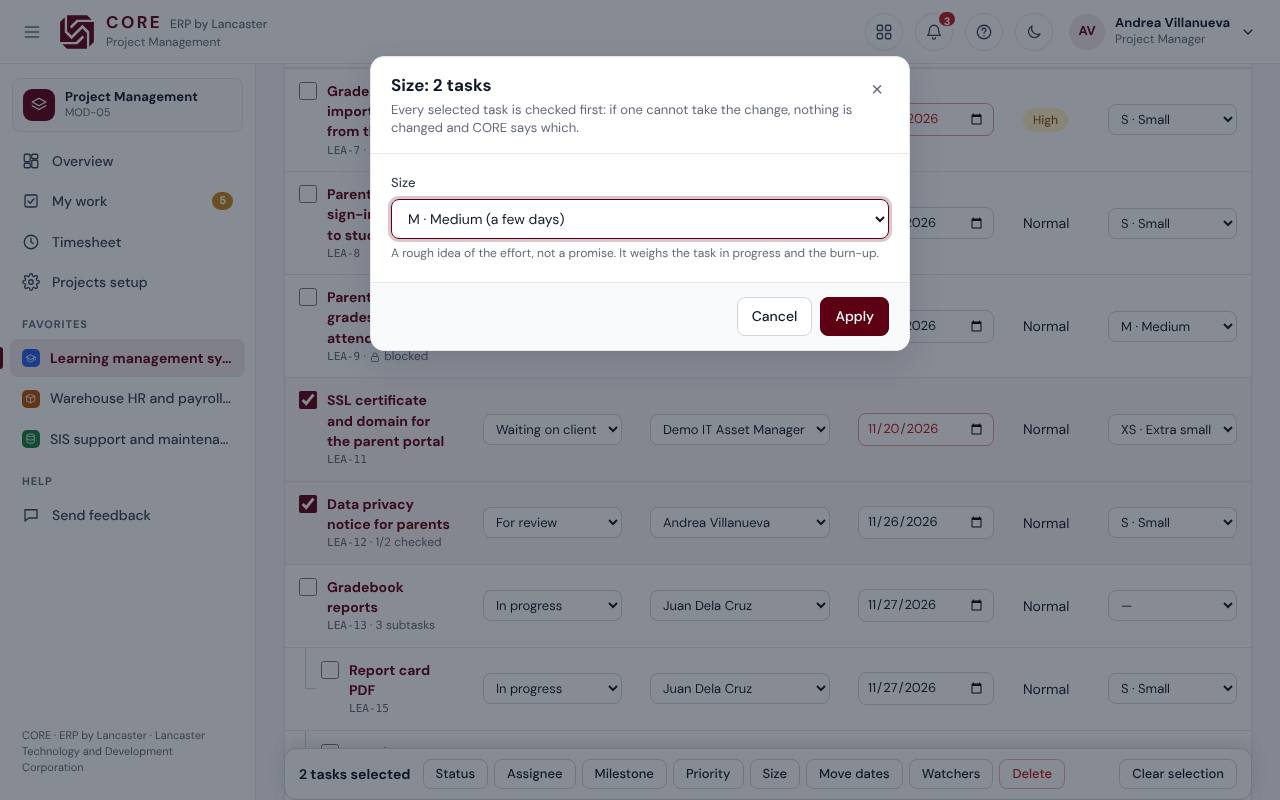 CORE ERP by Lancaster
Project Management
3
AV
Andrea Villanueva
Project Manager
Project Management
MOD-05
Overview
My work 5
Timesheet
Projects setup
FAVORITES
Learning management sy...
Warehouse HR and payroll...
SIS support and maintena...
HELP
Send feedback
CORE · ERP by Lancaster · Lancaster
Technology and Development
Corporation
Size: 2 tasks
×
Every selected task is checked first: if one cannot take the change, nothing is
changed and CORE says which.
Size
M · Medium (a few days)
A rough idea of the effort, not a promise. It weighs the task in progress and the burn-up.
Cancel Apply
LEA-7 ·
2026
High
S · Small
Parent
LEA-8
2026
Normal
S · Small
Parent
LEA-9 · blocked
2026
Normal
M · Medium
SSL certificate
and domain for
the parent portal
LEA-11
Waiting on client
Demo IT Asset Manager
11/20/2026
Normal
XS · Extra small
Data privacy
notice for parents
LEA-12 · 1/2 checked
For review
Andrea Villanueva
11/26/2026
Normal
S · Small
Gradebook
reports
LEA-13 · 3 subtasks
In progress
Juan Dela Cruz
11/27/2026
Normal
—
Report card
PDF
LEA-15
In progress
Juan Dela Cruz
11/27/2026
Normal
S · Small
2 tasks selected Status Assignee Milestone Priority Size Move dates Watchers Delete Clear selection